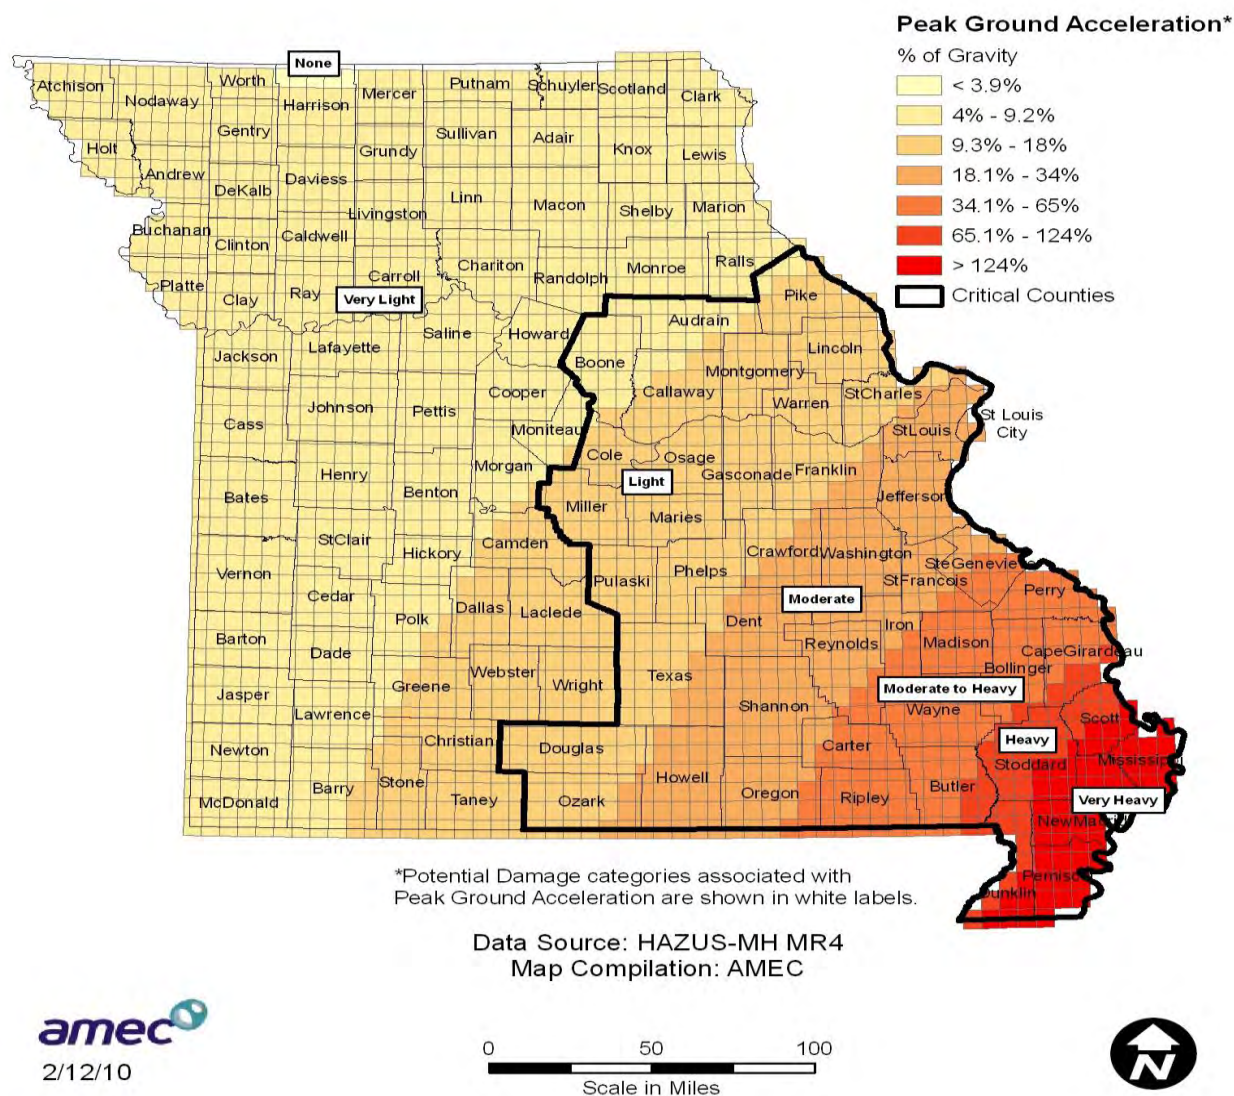 Peak Ground Acceleration*
% of Gravity
< 3.9%
4% - 9.2%
9.3% - 18%
18.1% - 34%
34.1% - 65%
65.1% - 124%
> 124%
Critical Counties
None
Atchison
Nodaway
Worth
Harrison
Mercer
Putnam
Schuyler
Scotland
Clark
Gentry
Sullivan
Adair
Knox
Lewis
Holt
Andrew
DeKalb
Daviess
Grundy
Linn
Macon
Shelby
Marion
Livingston
Buchanan
Clinton
Caldwell
Chariton
Randolph
Monroe
Ralls
Platte
Clay
Ray
Carroll
Very Light
Pike
Saline
Howard
Audrain
Jackson
Lafayette
Boone
Lincoln
Montgomery
Cooper
Callaway
Warren
StCharles
Johnson
Pettis
Cass
Moniteau
StLouis
St Louis
City
Cole
Osage
Henry
Morgan
Light
Gasconade
Franklin
Bates
Benton
Miller
Maries
Jefferson
StClair
Hickory
Camden
Crawford
Washington
Vernon
Pulaski
Phelps
SteGenevieve
StFrancois
Cedar
Moderate
Perry
Polk
Dallas
Laclede
Dent
Iron
Barton
Dade
Reynolds
Madison
CapeGirardeau
Bollinger
Jasper
Greene
Webster
Wright
Texas
Moderate to Heavy
Lawrence
Shannon
Wayne
Scott
Newton
Christian
Douglas
Carter
Heavy
Stoddard
Mississippi
McDonald
Barry
Stone
Taney
Ozark
Howell
Oregon
Ripley
Butler
Very Heavy
NewMadrid
Pemiscot
Dunklin
*Potential Damage categories associated with
Peak Ground Acceleration are shown in white labels.
Data Source: HAZUS-MH MR4
Map Compilation: AMEC
amec
2/12/10
0 50 100
Scale in Miles
N